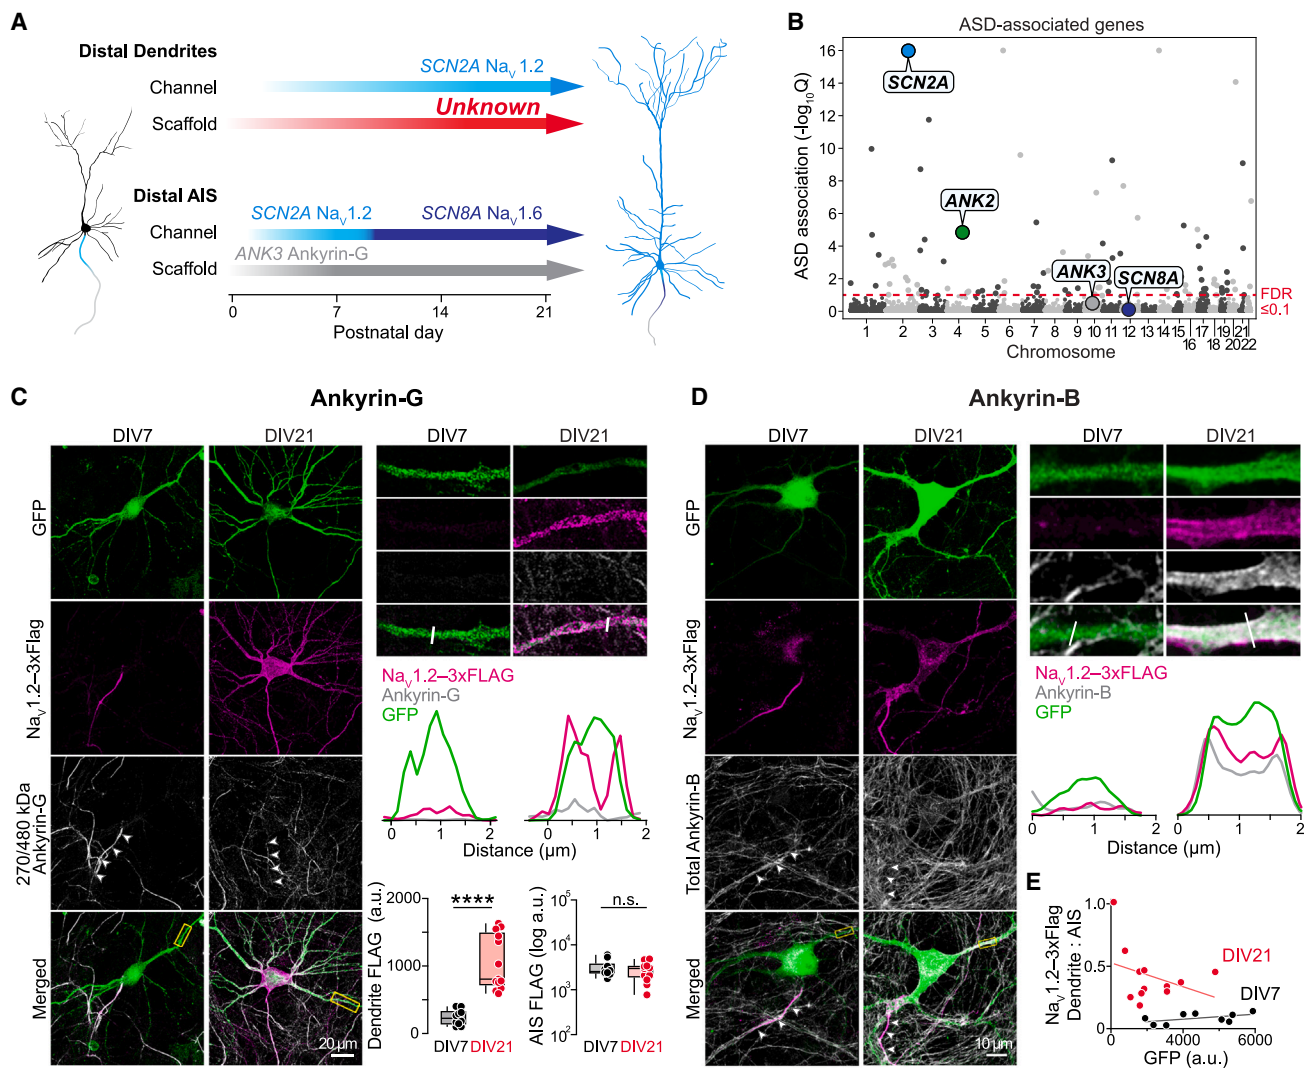 A
Distal Dendrites
SCN2A NaV1.2
Channel
Unknown
Scaffold
Distal AIS
SCN2A NaV1.2
SCN8A NaV1.6
Channel
ANK3 Ankyrin-G
Scaffold
0 7 14 21
Postnatal day
B
ASD-associated genes
ASD association (-log10Q)
16
14
12
10
8
6
4
2
0
SCN2A
ANK2
ANK3
SCN8A
FDR
≤0.1
1 2 3 4 5 6 7 8 9 10 11 12 13 14 15 16 17 18 19 20 21 22
Chromosome
C
Ankyrin-G
DIV7 DIV21 DIV7 DIV21
GFP
NaV1.2–3xFlag
270/480 kDa
Ankyrin-G
Merged
20 µm
NaV1.2–3xFLAG
Ankyrin-G
GFP
0 1 2 0 1 2
Distance (µm)
Dendrite FLAG (a.u.)
2000
1000
0
****
DIV7 DIV21
AIS FLAG (log a.u.)
10^5
10^4
10^3
10^2
n.s.
DIV7 DIV21
D
Ankyrin-B
DIV7 DIV21 DIV7 DIV21
GFP
NaV1.2–3xFlag
Total Ankyrin-B
Merged
10 µm
NaV1.2–3xFLAG
Ankyrin-B
GFP
0 1 2 0 1 2
Distance (µm)
E
NaV1.2–3xFlag
Dendrite : AIS
1.0
0.5
0
DIV21
DIV7
0 2000 4000 6000
GFP (a.u.)